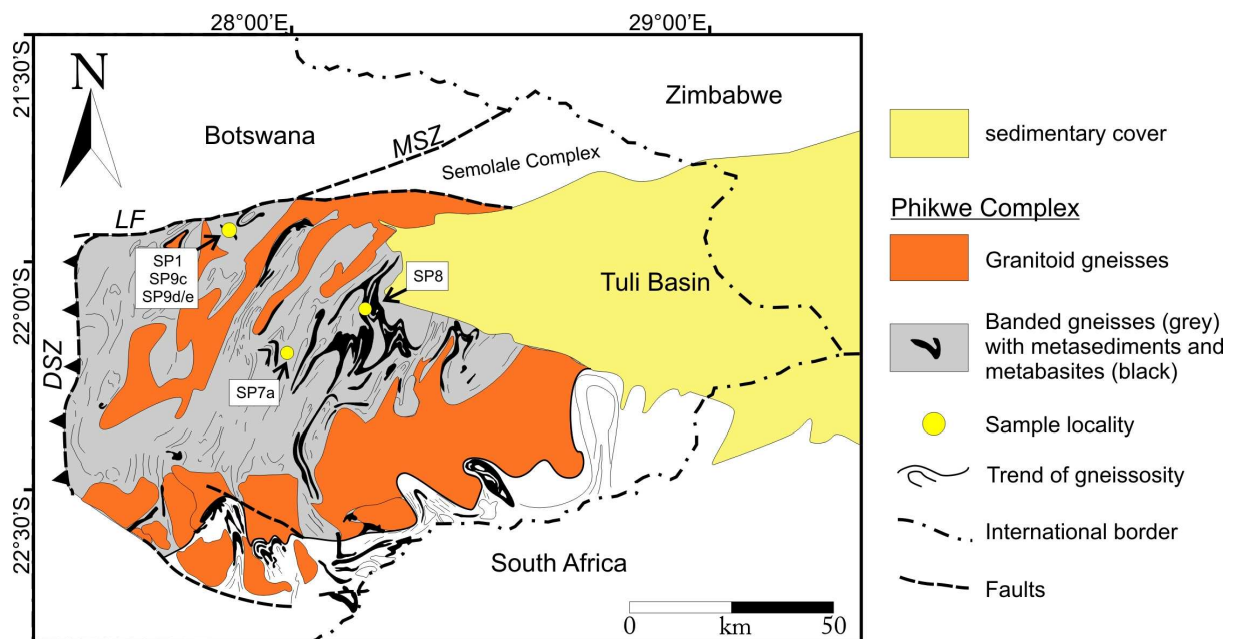 28°00'E
29°00'E
21°30'S
22°00'S
22°30'S
N
Botswana
Zimbabwe
MSZ
Semolale Complex
LF
SP1
SP9c
SP9d/e
SP8
Tuli Basin
DSZ
SP7a
South Africa
0 km 50
sedimentary cover
Phikwe Complex
Granitoid gneisses
Banded gneisses (grey)
with metasediments and
metabasites (black)
Sample locality
Trend of gneissosity
International border
Faults